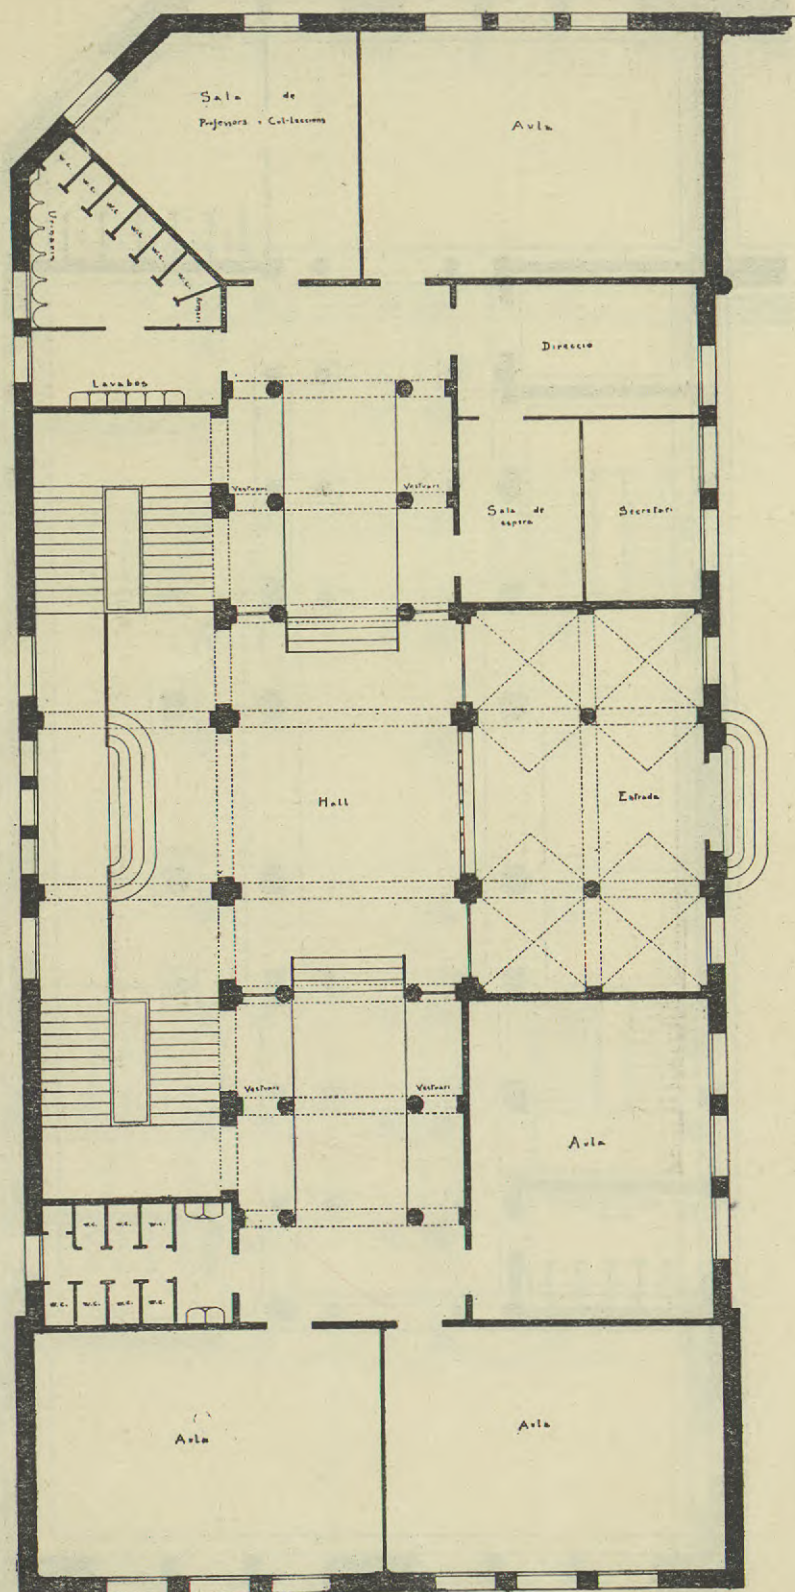 Sala de
Professors i Col·leccions
Aula
W.C.
W.C.
W.C.
W.C.
W.C.
W.C.
Urinaris
Direcció
Lavabos
Vestuari
Vestuari
Sala de
espera
Secretari
Hall
Entrada
Vestuari
Vestuari
Aula
W.C.
W.C.
W.C.
W.C.
W.C.
W.C.
W.C.
Aula
Aula